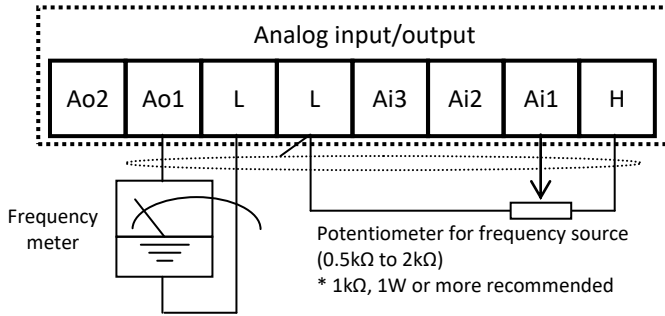 Analog input/output
Ao2 Ao1 L L Ai3 Ai2 Ai1 H
Frequency
meter
Potentiometer for frequency source
(0.5kΩ to 2kΩ)
* 1kΩ, 1W or more recommended